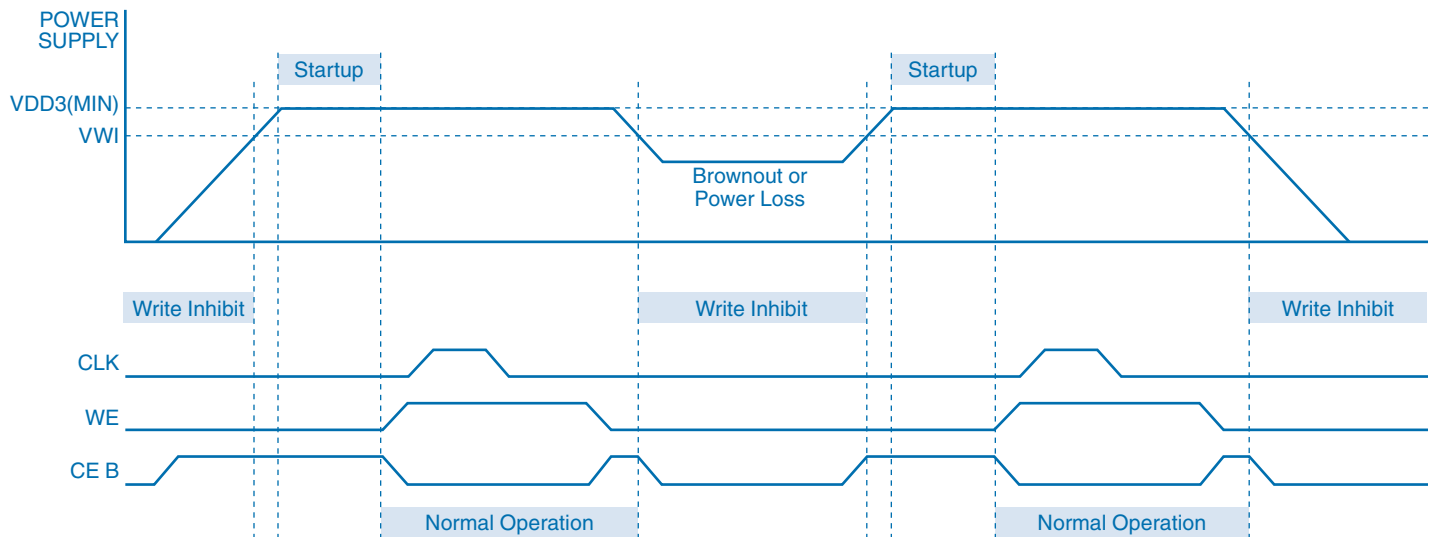 POWER
SUPPLY
Startup
Startup
VDD3(MIN)
VWI
Brownout or
Power Loss
Write Inhibit
Write Inhibit
Write Inhibit
CLK
WE
CE B
Normal Operation
Normal Operation